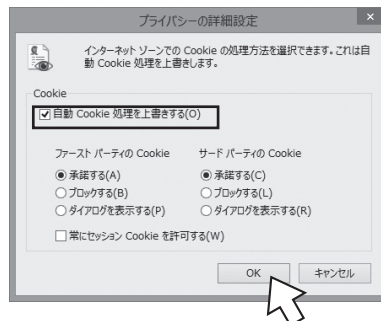 プライバシーの詳細設定
インターネット ゾーンでの Cookie の処理方法を選択できます。これは自
動 Cookie 処理を上書きします。
Cookie
自動 Cookie 処理を上書きする(O)
ファースト パーティの Cookie サード パーティの Cookie
承諾する(A) 承諾する(C)
ブロックする(B) ブロックする(L)
ダイアログを表示する(P) ダイアログを表示する(R)
常にセッション Cookie を許可する(W)
OK キャンセル